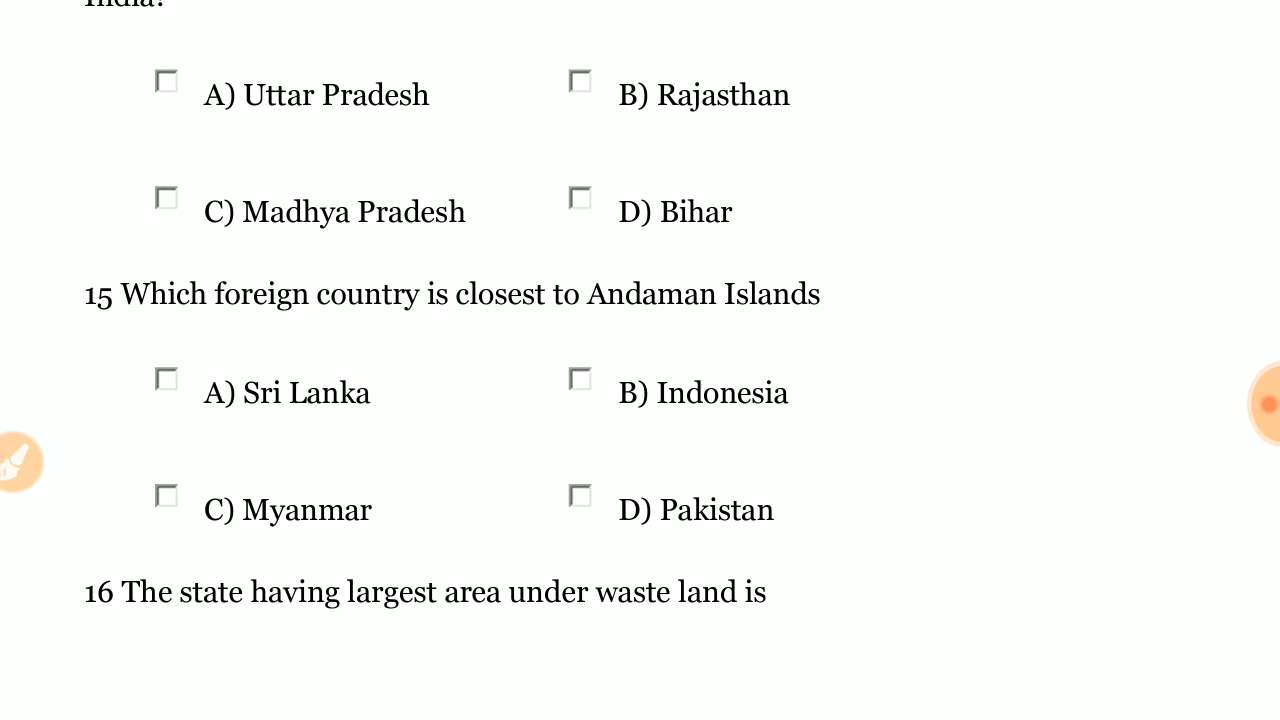 India?
A) Uttar Pradesh B) Rajasthan
C) Madhya Pradesh D) Bihar
15 Which foreign country is closest to Andaman Islands
A) Sri Lanka B) Indonesia
C) Myanmar D) Pakistan
16 The state having largest area under waste land is